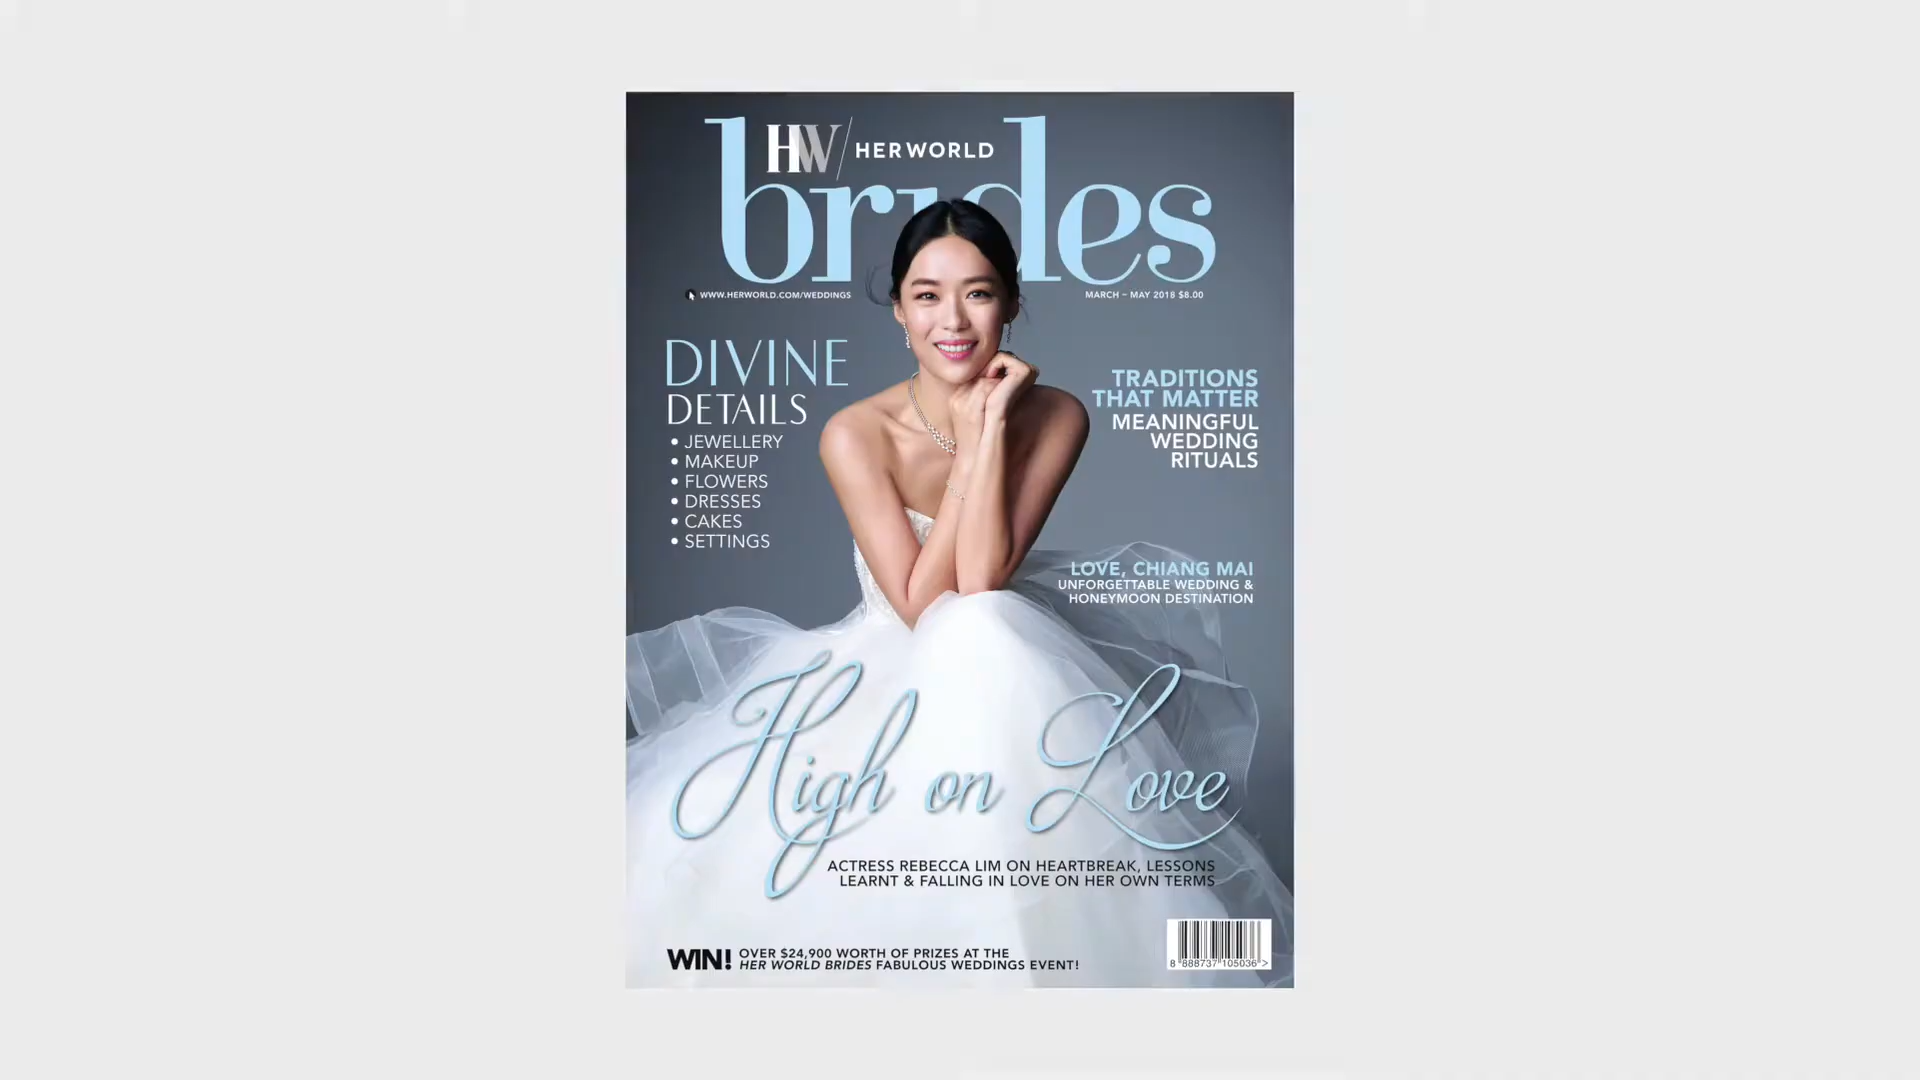 HW/HERWORLD
brides
WWW.HERWORLD.COM/WEDDINGS
MARCH – MAY 2018 $8.00
DIVINE
DETAILS
• JEWELLERY
• MAKEUP
• FLOWERS
• DRESSES
• CAKES
• SETTINGS
TRADITIONS
THAT MATTER
MEANINGFUL
WEDDING
RITUALS
LOVE, CHIANG MAI
UNFORGETTABLE WEDDING &
HONEYMOON DESTINATION
High on Love
ACTRESS REBECCA LIM ON HEARTBREAK, LESSONS
LEARNT & FALLING IN LOVE ON HER OWN TERMS
WIN! OVER $24,900 WORTH OF PRIZES AT THE
HER WORLD BRIDES FABULOUS WEDDINGS EVENT!
8 888737 105036 >